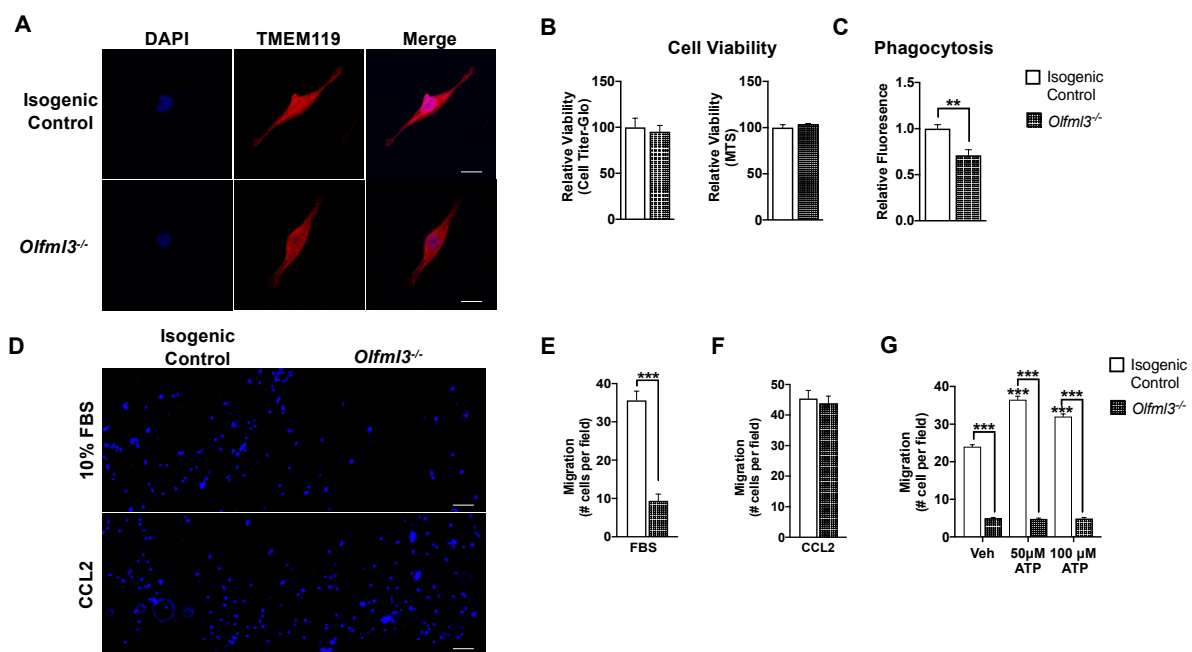 A
DAPI
TMEM119
Merge
Isogenic
Control
Olfml3-/-
B
Cell Viability
Relative Viability
(Cell Titer-Glo)
150
100
50
0
Relative Viability
(MTS)
150
100
50
0
C
Phagocytosis
Relative Fluoresence
1.5
1.0
0.5
0.0
**
Isogenic
Control
Olfml3-/-
D
Isogenic
Control
Olfml3-/-
10% FBS
CCL2
E
Migration
(# cells per field)
40
30
20
10
0
***
FBS
F
Migration
(# cells per field)
50
40
30
20
10
0
CCL2
G
Migration
(# cell per field)
40
30
20
10
0
***
***
***
***
***
Veh
50µM
ATP
100 µM
ATP
Isogenic
Control
Olfml3-/-